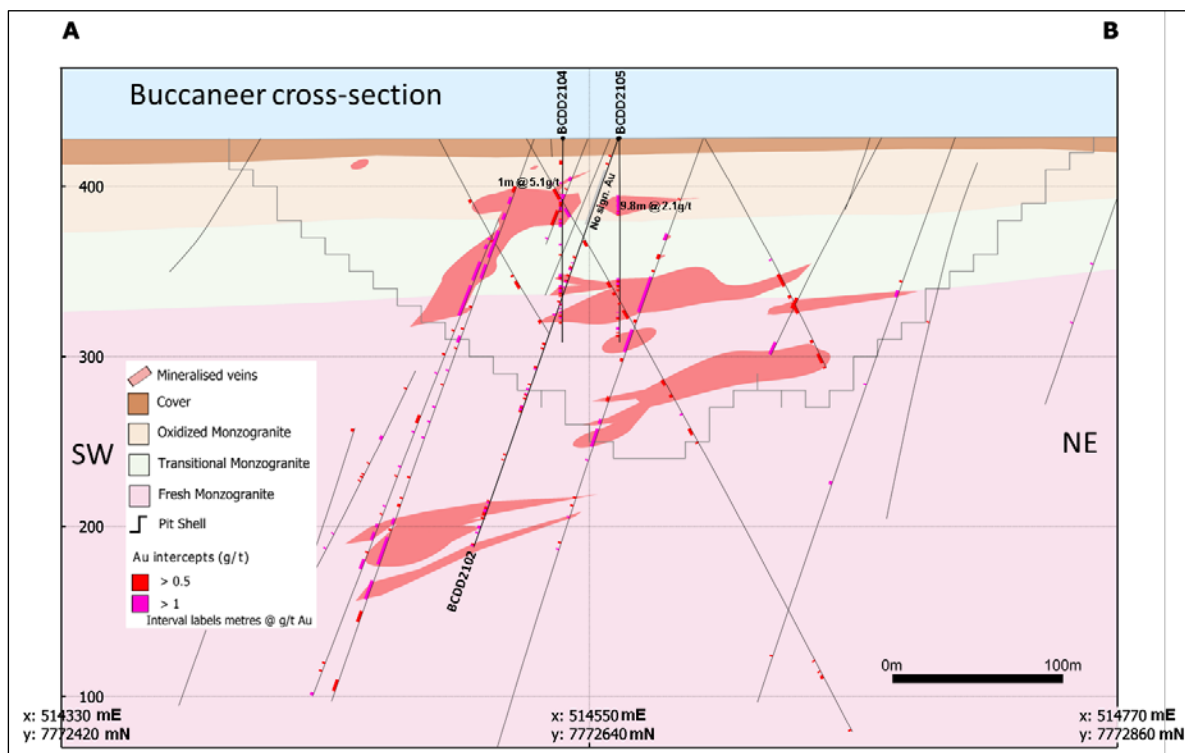 A
B
Buccaneer cross-section
BCDD2104
BCDD2105
400
1m @ 5.1g/t
No sign. Au
9.8m @ 2.1g/t
300
Mineralised veins
Cover
Oxidized Monzogranite
SW
NE
Transitional Monzogranite
Fresh Monzogranite
200
Pit Shell
Au intercepts (g/t)
> 0.5
> 1
Interval labels metres @ g/t Au
BCDD2102
0m
100m
100
x: 514330 mE
y: 7772420 mN
x: 514550 mE
y: 7772640 mN
x: 514770 mE
y: 7772860 mN